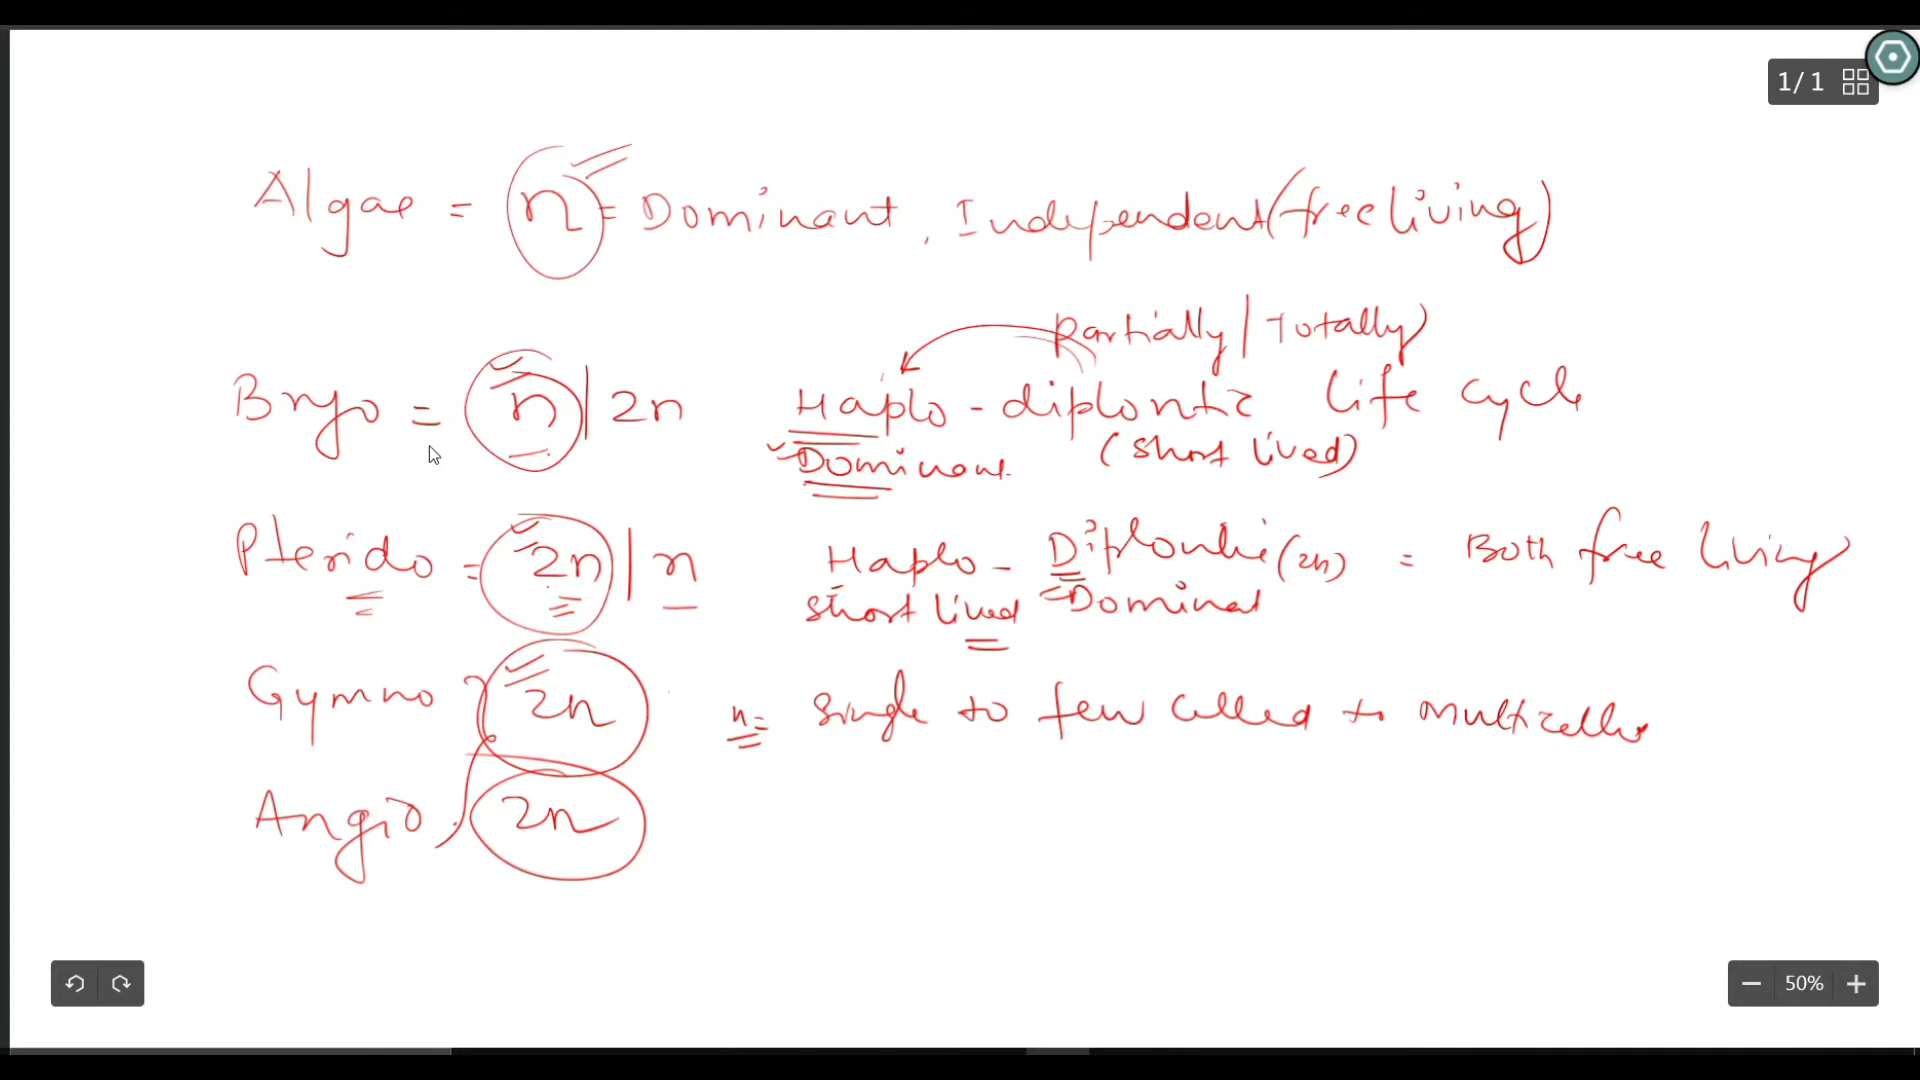 1/1
Algae = n = Dominant, Independent (free living)
Partially / Totally
Bryo = n | 2n Haplo - diplontic life cycle
Dominant (short lived)
Pterido = 2n | n Haplo - Diplontic (2n) = Both free living
short lived Dominat
Gymno 2n n = single to few celled to multicellu
Angio 2n
50%